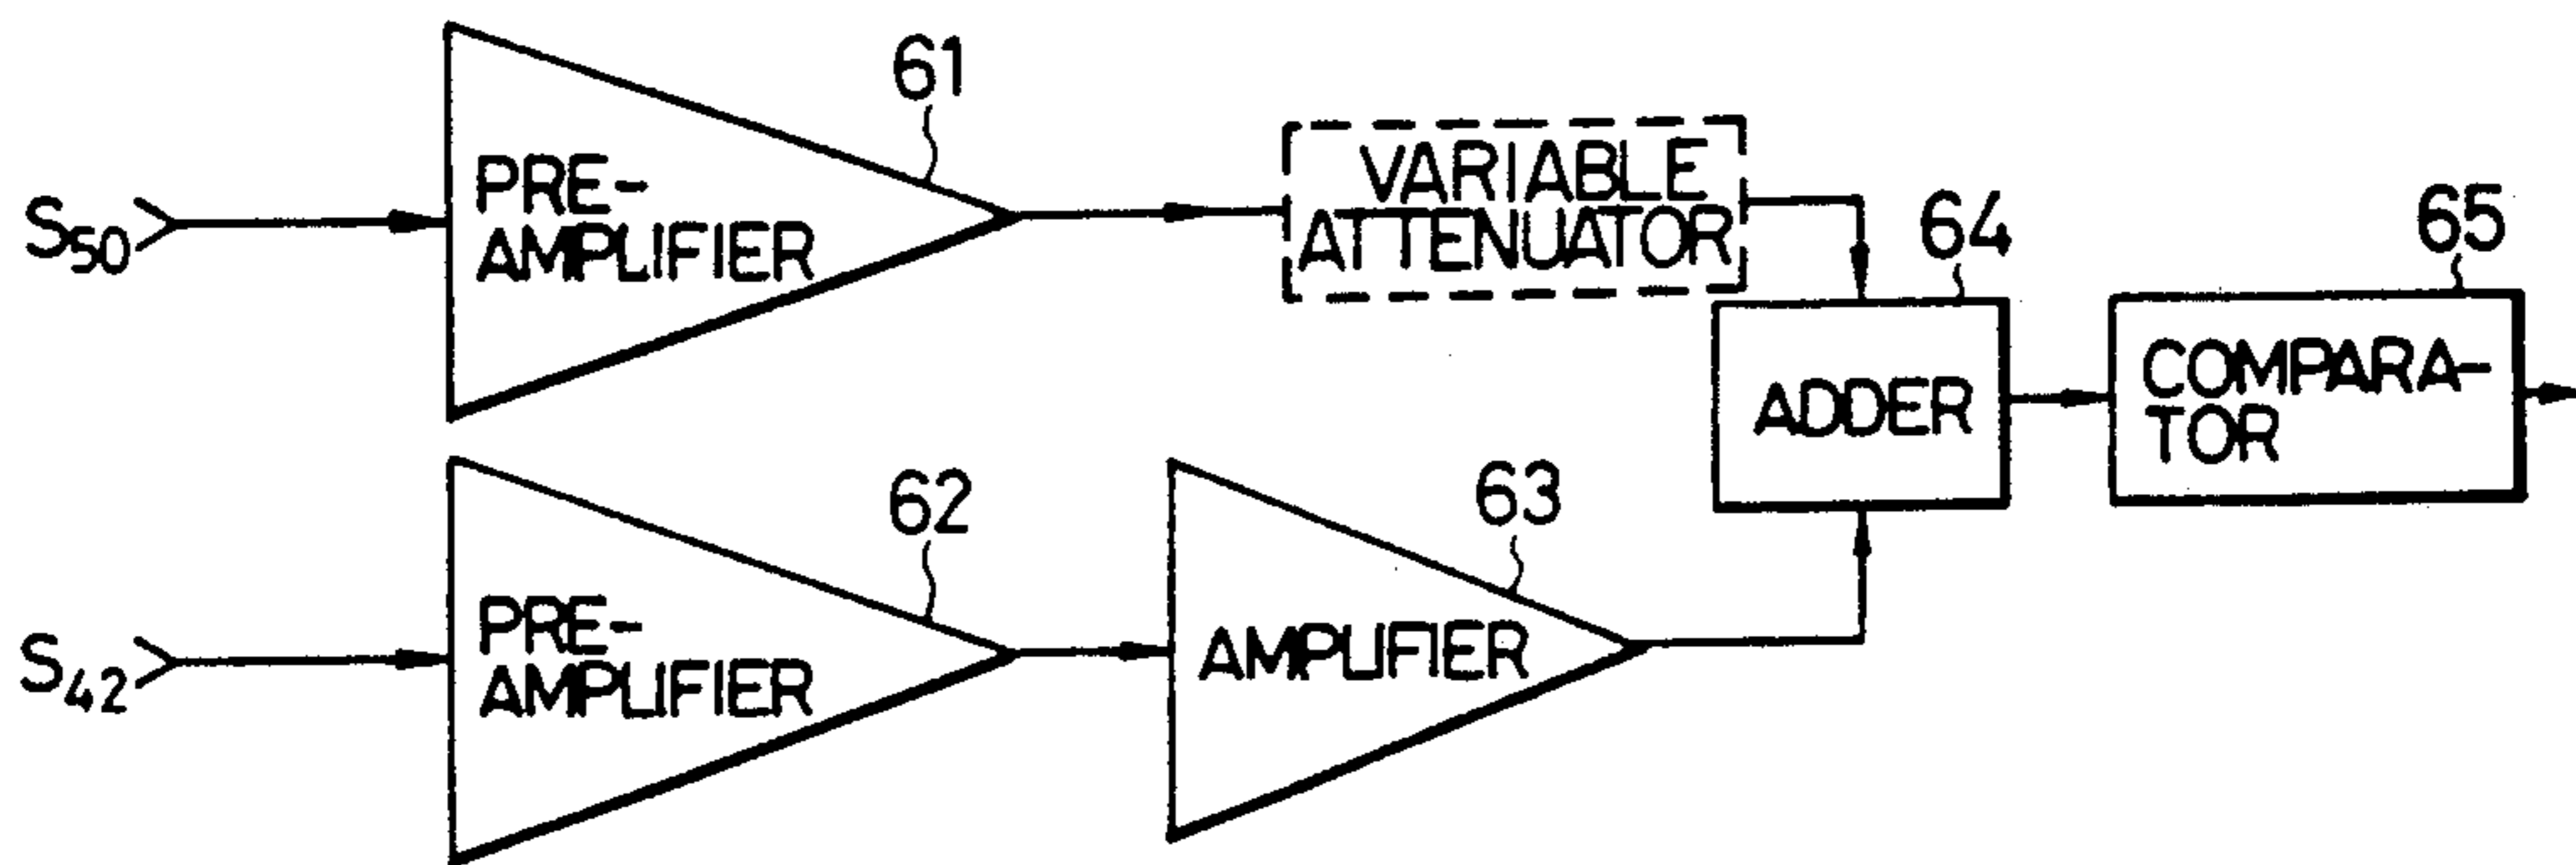 61
PRE-
AMPLIFIER
S50
VARIABLE
ATTENUATOR
64
65
ADDER
COMPARA-
TOR
62
PRE-
AMPLIFIER
S42
63
AMPLIFIER